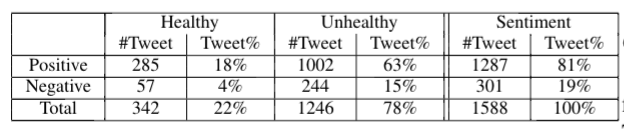 Healthy Unhealthy Sentiment
#Tweet Tweet% #Tweet Tweet% #Tweet Tweet%
Positive 285 18% 1002 63% 1287 81%
Negative 57 4% 244 15% 301 19%
Total 342 22% 1246 78% 1588 100%